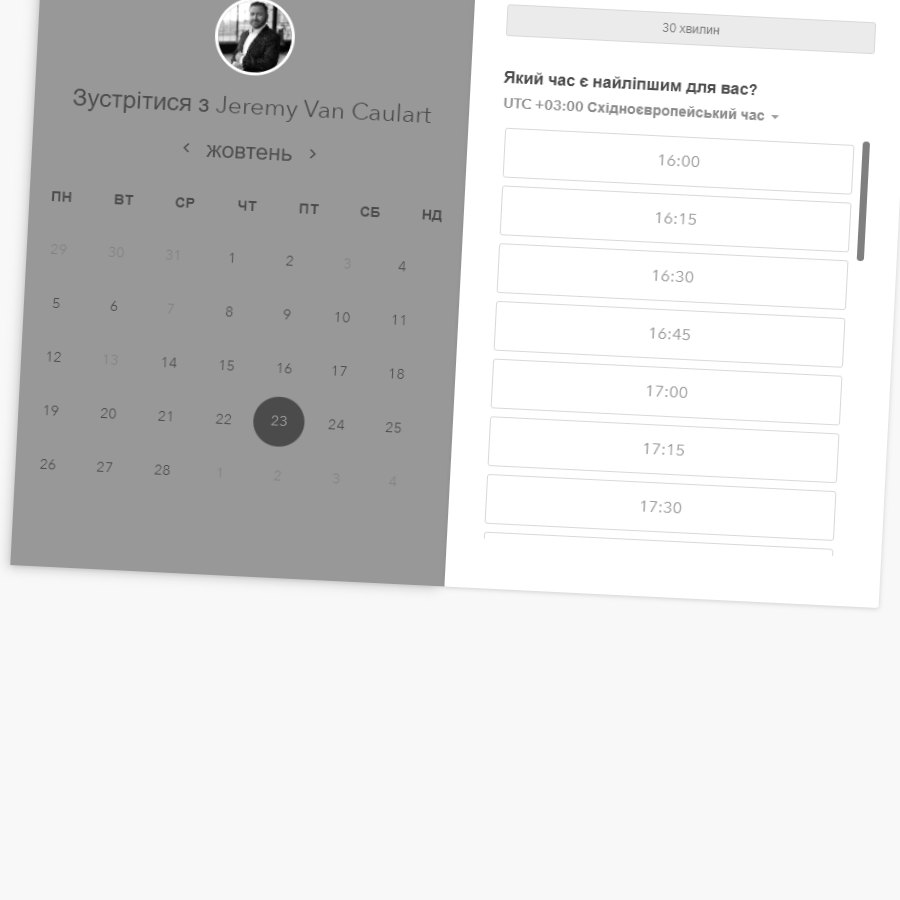 Зустрітися з Jeremy Van Caulart
жовтень
ПН ВТ СР ЧТ ПТ СБ НД
29 30 31 1 2 3 4
5 6 7 8 9 10 11
12 13 14 15 16 17 18
19 20 21 22 23 24 25
26 27 28 1 2 3 4
30 хвилин
Який час є найліпшим для вас?
UTC +03:00 Східноєвропейський час
16:00
16:15
16:30
16:45
17:00
17:15
17:30